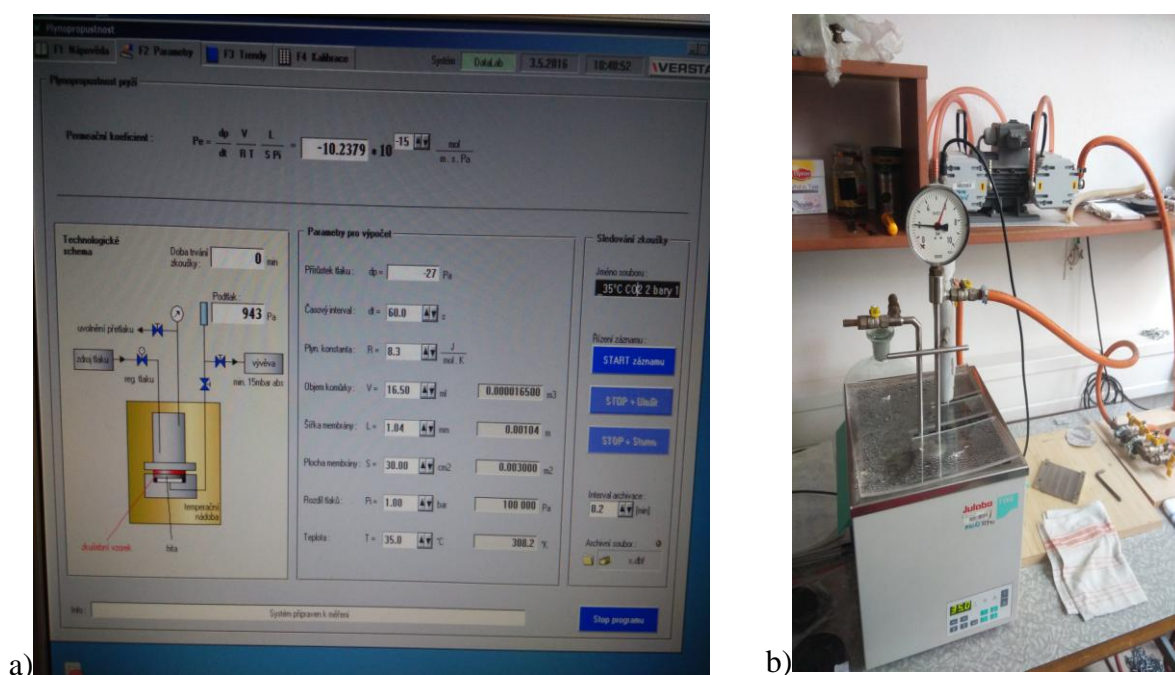 Plynopropustnost
F1 Nápověda F2 Parametry F3 Trendy F4 Kalibrace Systém DataLab 3.5.2016 18:40:52 VERSTA
Plynopropustnost pryží
Permeační koeficient : Pe = dp V L = -10.2379 • 10 -15 mol
dt R T S Pi m. s. Pa
Technologické
schema
Doba trvání
zkoušky: 0 min
Podtlak :
943 Pa
uvolnění přetlaku
zdroj tlaku
reg. tlaku
vývěva
min. 15mbar abs
temperační
nádoba
zkušební vzorek
frita
Parametry pro výpočet
Přírůstek tlaku : dp = -27 Pa
Časový interval : dt = 60.0 s
Plyn. konstanta : R = 8.3 J
mol. K
Objem komůrky : V = 16.50 ml 0.000016500 m3
Šířka membrány : L = 1.04 mm 0.00104 m
Plocha membrány : S = 30.00 cm2 0.003000 m2
Rozdíl tlaků : Pi = 1.00 bar 100 000 Pa
Teplota : T = 35.0 °C 308.2 °K
Sledování zkoušky
Jméno souboru :
_35°C CO2 2 bary 1
Řízení záznamu :
START záznamu
STOP + Uložit
STOP + Storno
Interval archivace :
0.2 [min]
Archivní soubor :
x.dbf
Info : Systém připraven k měření
Stop programu
a)
Julabo
35.0
b)